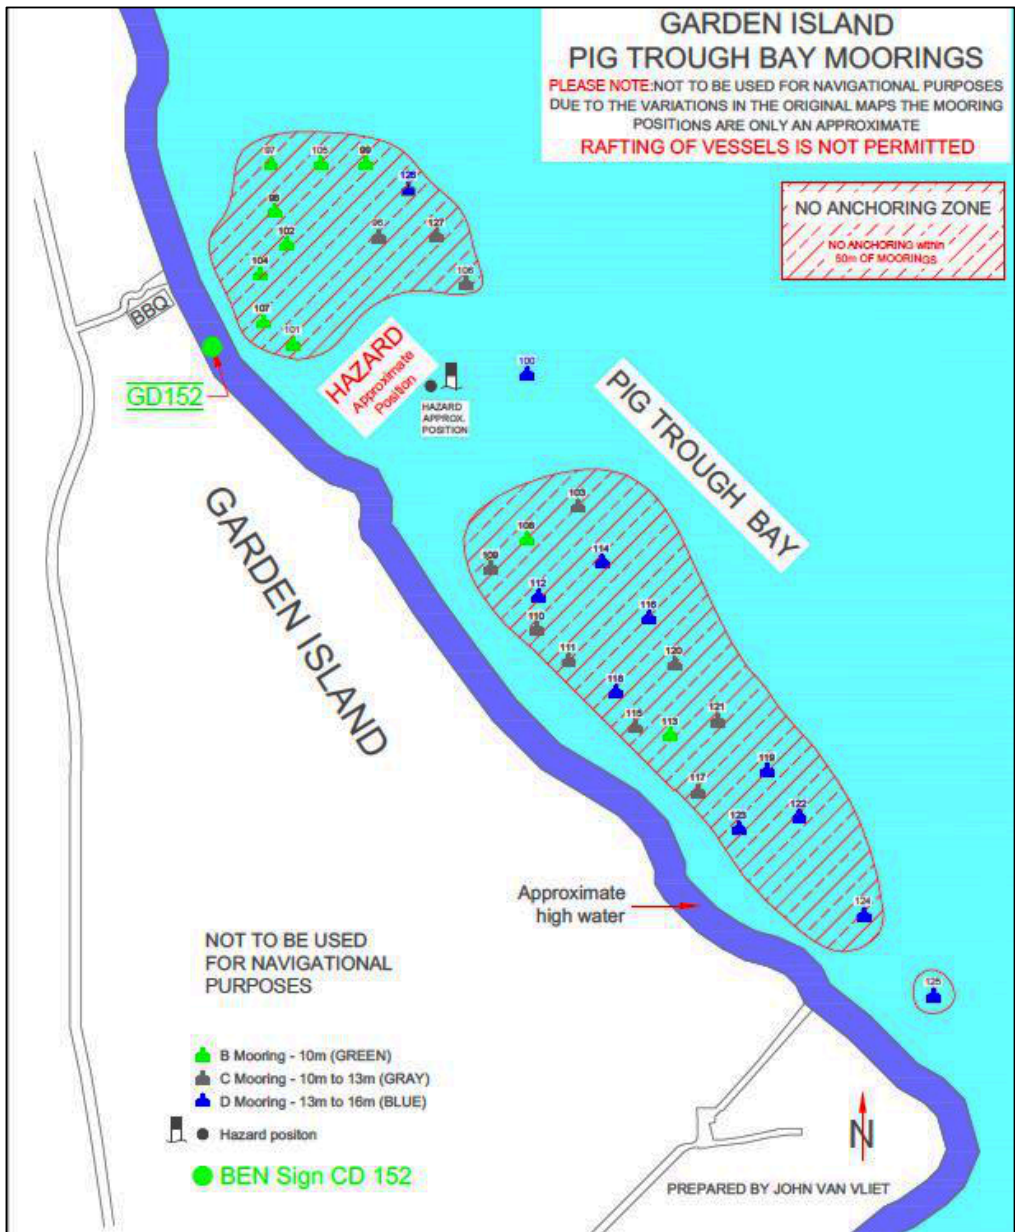 GARDEN ISLAND
PIG TROUGH BAY MOORINGS
PLEASE NOTE:NOT TO BE USED FOR NAVIGATIONAL PURPOSES
DUE TO THE VARIATIONS IN THE ORIGINAL MAPS THE MOORING
POSITIONS ARE ONLY AN APPROXIMATE
RAFTING OF VESSELS IS NOT PERMITTED
NO ANCHORING ZONE
NO ANCHORING within
50m OF MOORINGS
97
105
99
126
98
96
127
102
104
106
107
101
BBQ
GD152
HAZARD
Approximate
Position
HAZARD
APPROX.
POSITION
100
PIG TROUGH BAY
GARDEN ISLAND
103
108
109
114
112
110
116
111
120
118
115
113
121
117
119
123
122
124
125
Approximate
high water
NOT TO BE USED
FOR NAVIGATIONAL
PURPOSES
B Mooring - 10m (GREEN)
C Mooring - 10m to 13m (GRAY)
D Mooring - 13m to 16m (BLUE)
Hazard positon
BEN Sign CD 152
N
PREPARED BY JOHN VAN VLIET